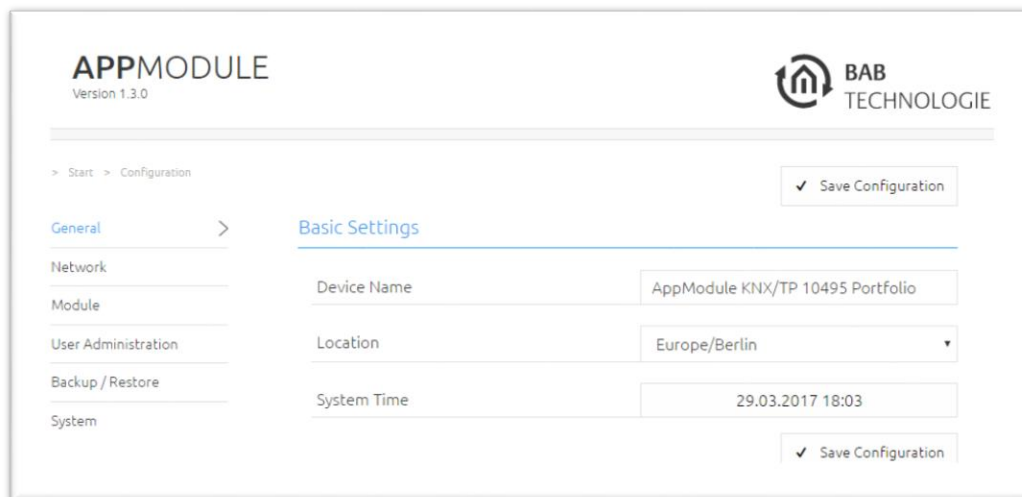 APPMODULE
Version 1.3.0
BAB
TECHNOLOGIE
> Start > Configuration
✓ Save Configuration
General >
Network
Module
User Administration
Backup / Restore
System
Basic Settings
Device Name AppModule KNX/TP 10495 Portfolio
Location Europe/Berlin
System Time 29.03.2017 18:03
✓ Save Configuration